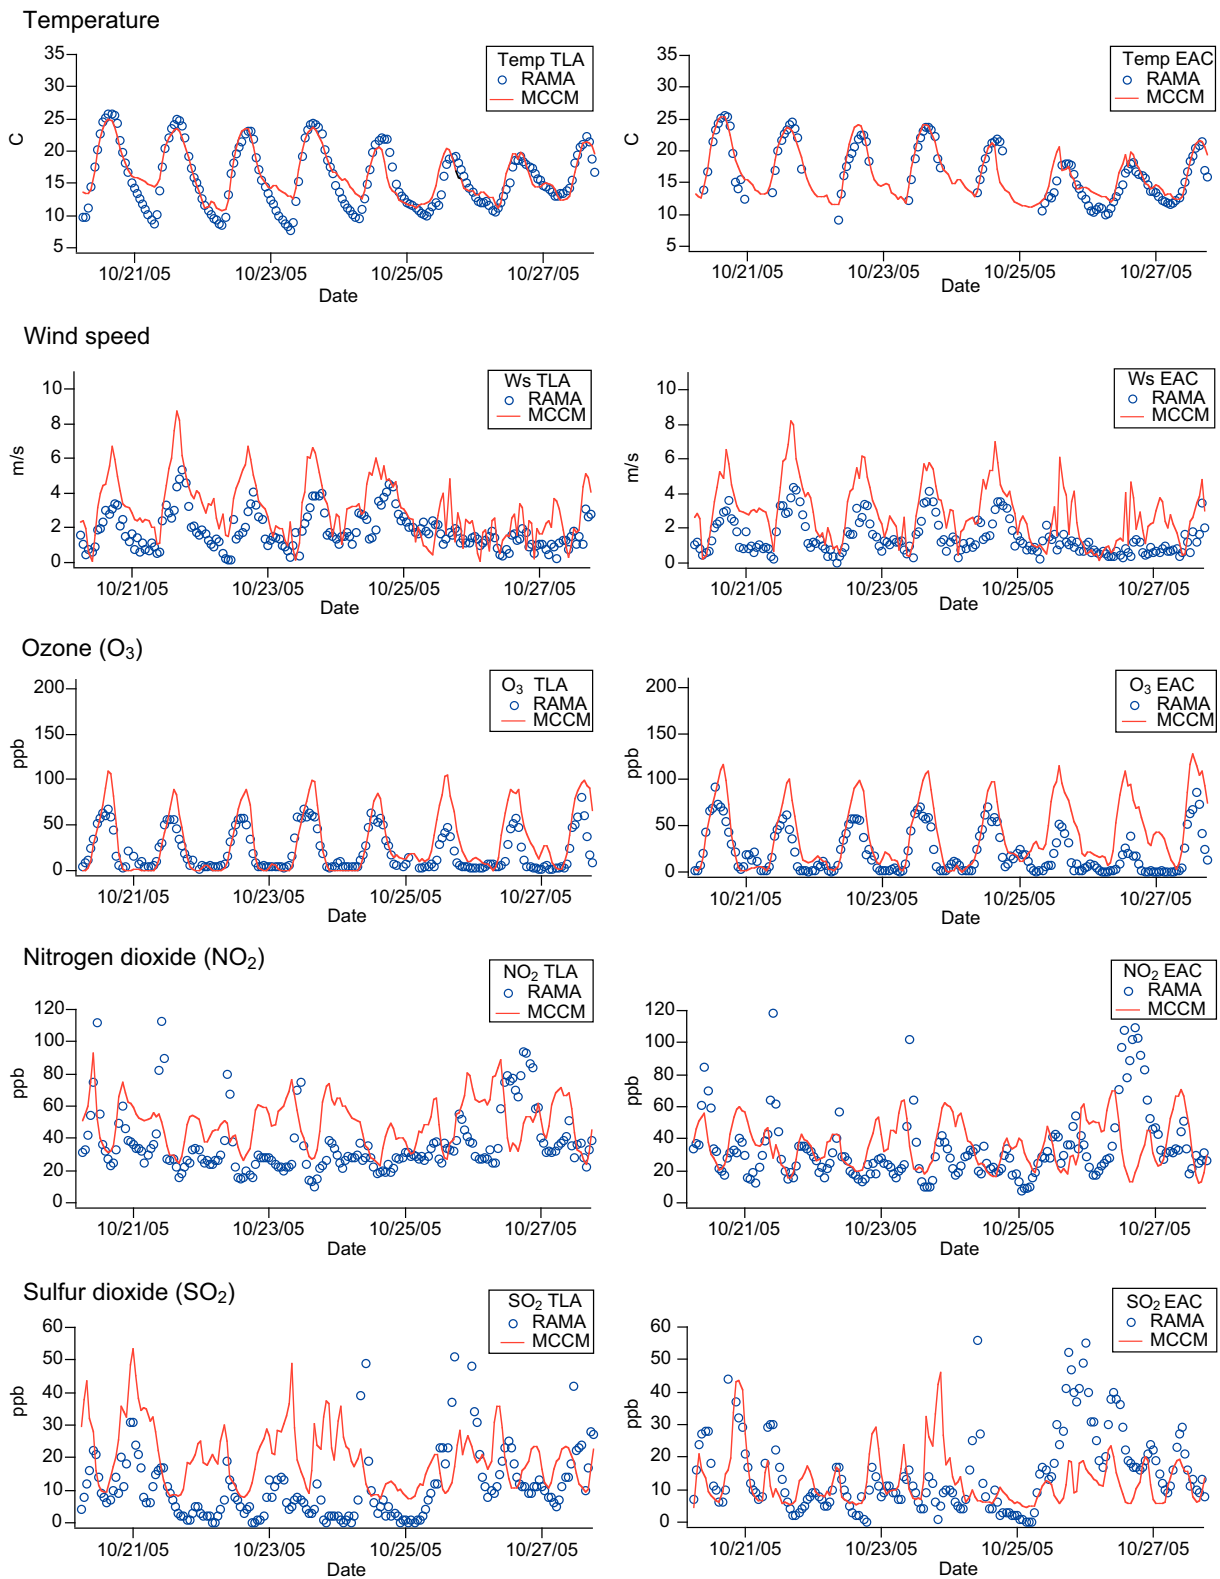 Temperature
35
30
25
20
15
10
5
C
Temp TLA
RAMA
MCCM
10/21/05 10/23/05 10/25/05 10/27/05
Date
35
30
25
20
15
10
5
C
Temp EAC
RAMA
MCCM
10/21/05 10/23/05 10/25/05 10/27/05
Date
Wind speed
10
8
6
4
2
0
m/s
Ws TLA
RAMA
MCCM
10/21/05 10/23/05 10/25/05 10/27/05
Date
10
8
6
4
2
0
m/s
Ws EAC
RAMA
MCCM
10/21/05 10/23/05 10/25/05 10/27/05
Date
Ozone (O₃)
200
150
100
50
0
ppb
O₃ TLA
RAMA
MCCM
10/21/05 10/23/05 10/25/05 10/27/05
Date
200
150
100
50
0
ppb
O₃ EAC
RAMA
MCCM
10/21/05 10/23/05 10/25/05 10/27/05
Date
Nitrogen dioxide (NO₂)
120
100
80
60
40
20
0
ppb
NO₂ TLA
RAMA
MCCM
10/21/05 10/23/05 10/25/05 10/27/05
Date
120
100
80
60
40
20
0
ppb
NO₂ EAC
RAMA
MCCM
10/21/05 10/23/05 10/25/05 10/27/05
Date
Sulfur dioxide (SO₂)
60
50
40
30
20
10
0
ppb
SO₂ TLA
RAMA
MCCM
10/21/05 10/23/05 10/25/05 10/27/05
Date
60
50
40
30
20
10
0
ppb
SO₂ EAC
RAMA
MCCM
10/21/05 10/23/05 10/25/05 10/27/05
Date